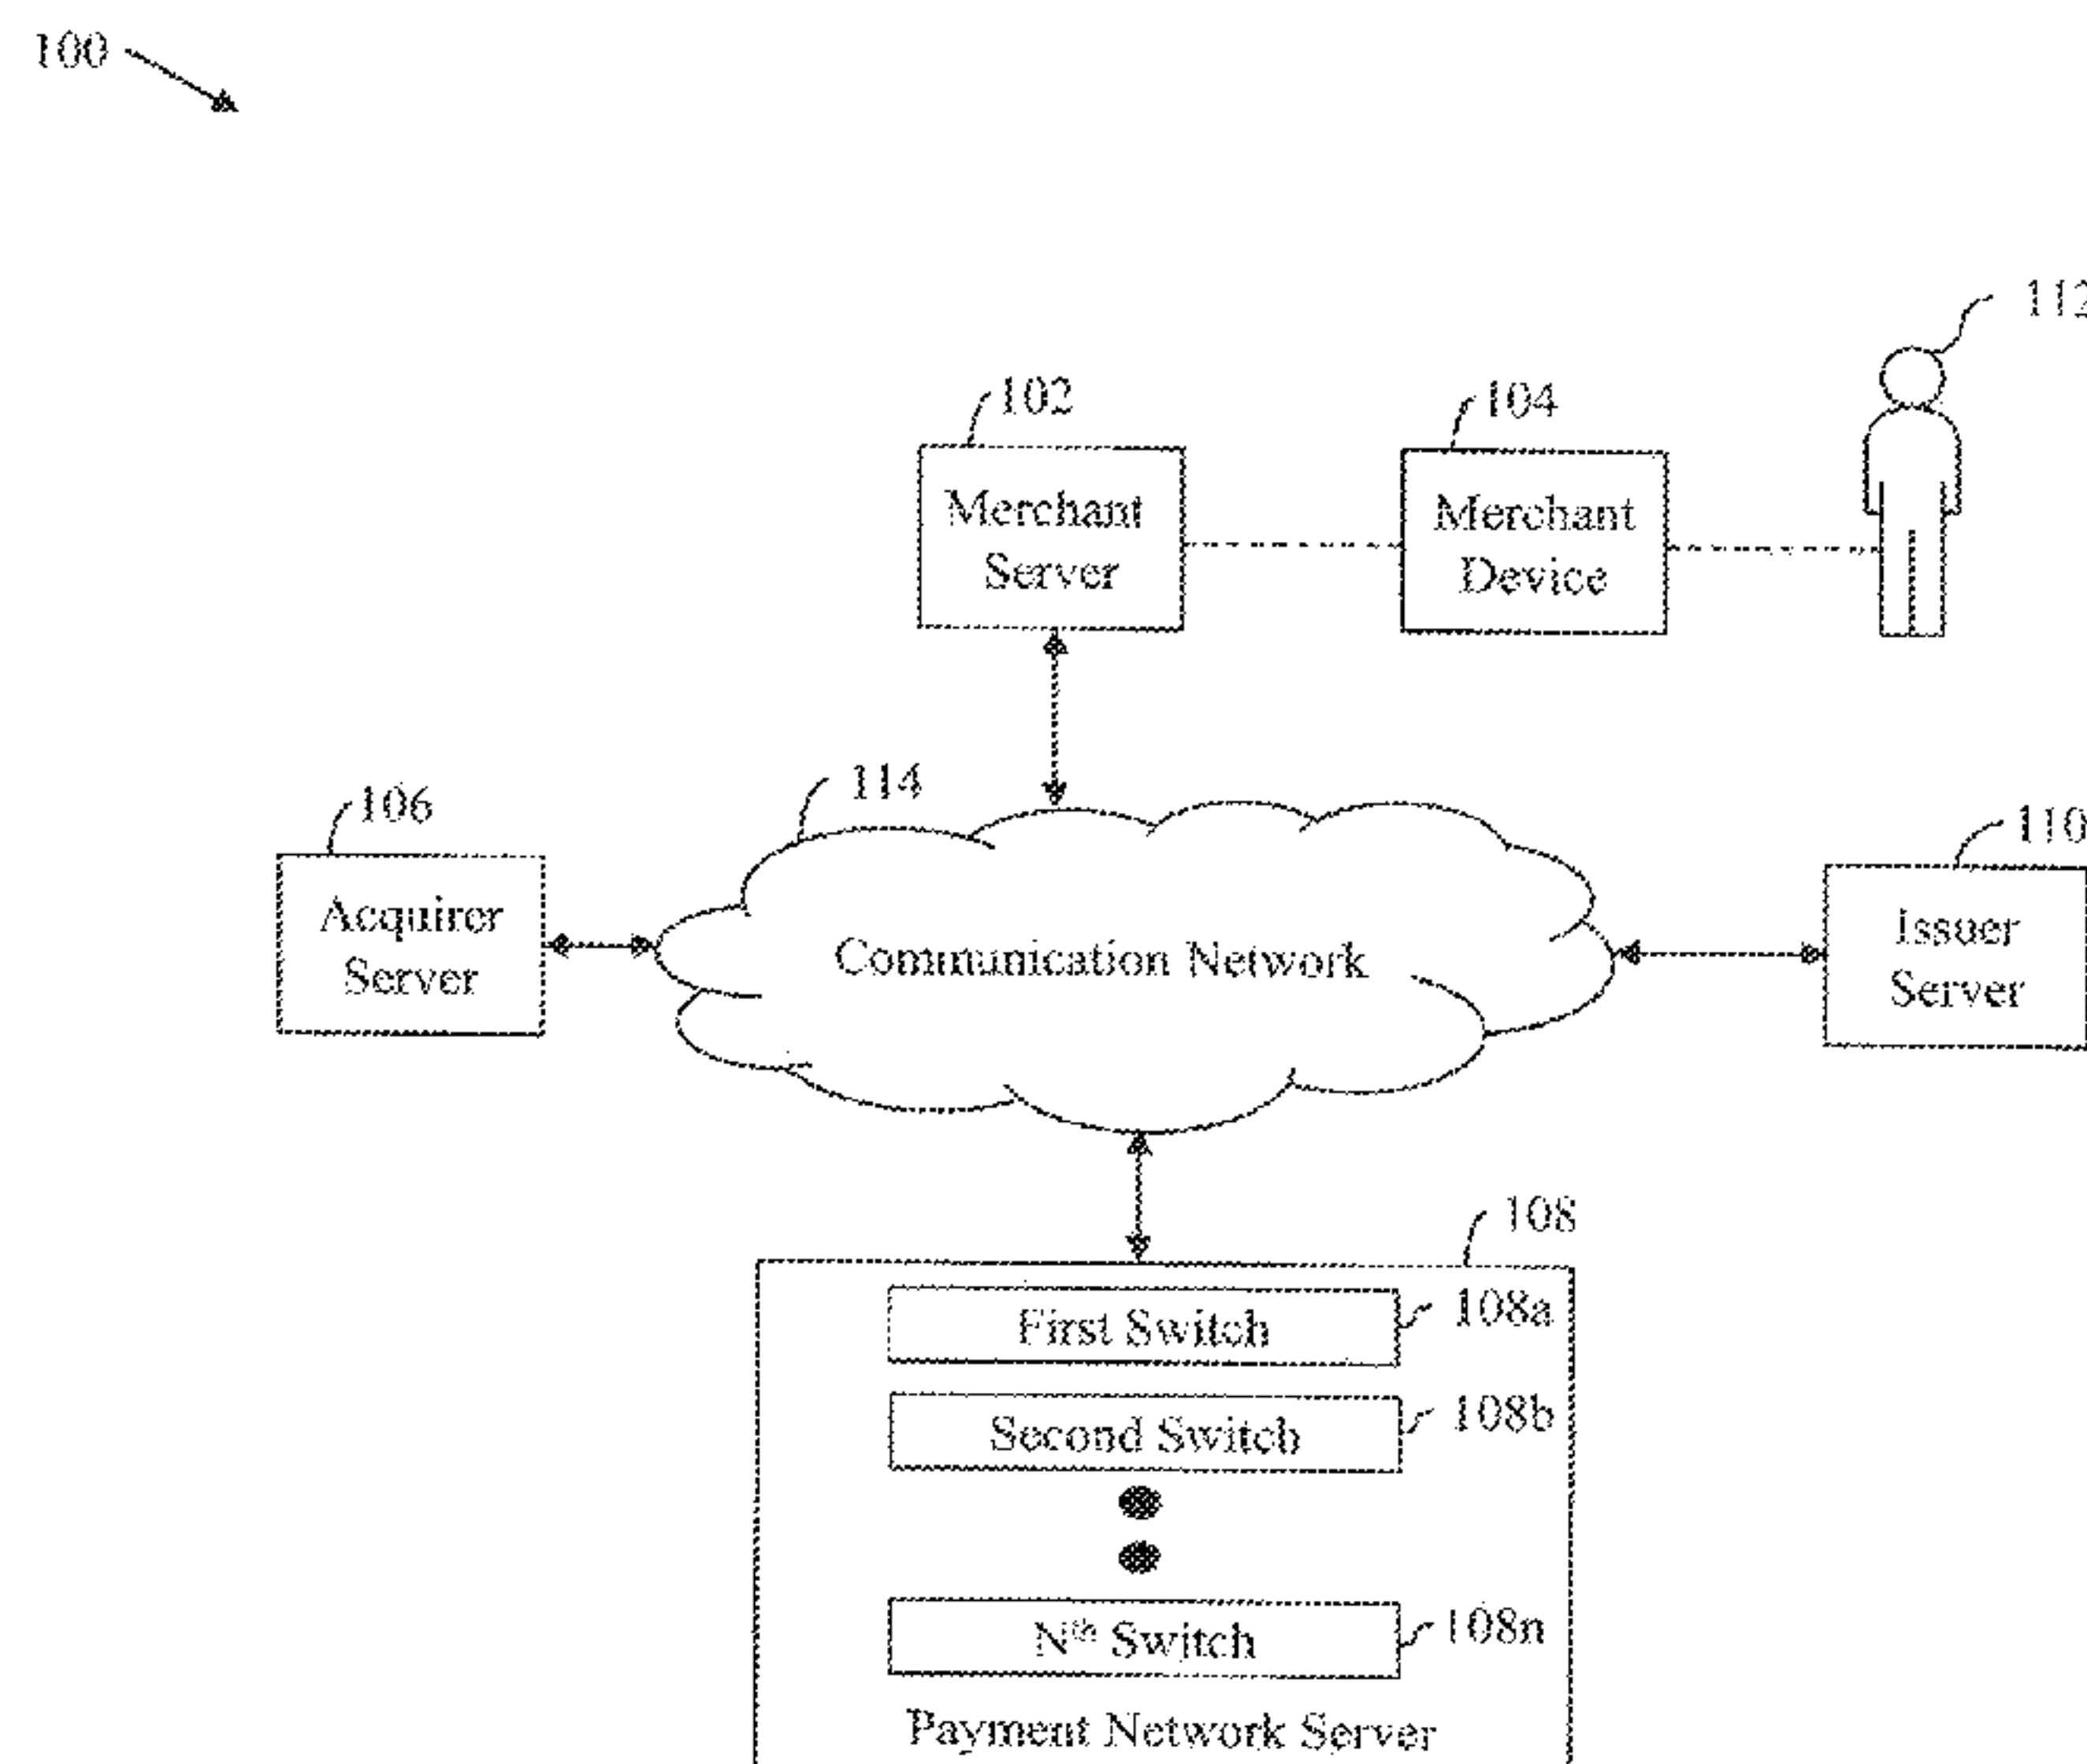 100
112
102
104
Merchant
Server
Merchant
Device
114
106
110
Acquirer
Server
Communication Network
Issuer
Server
108
First Switch
108a
Second Switch
108b
Nth Switch
108n
Payment Network Server